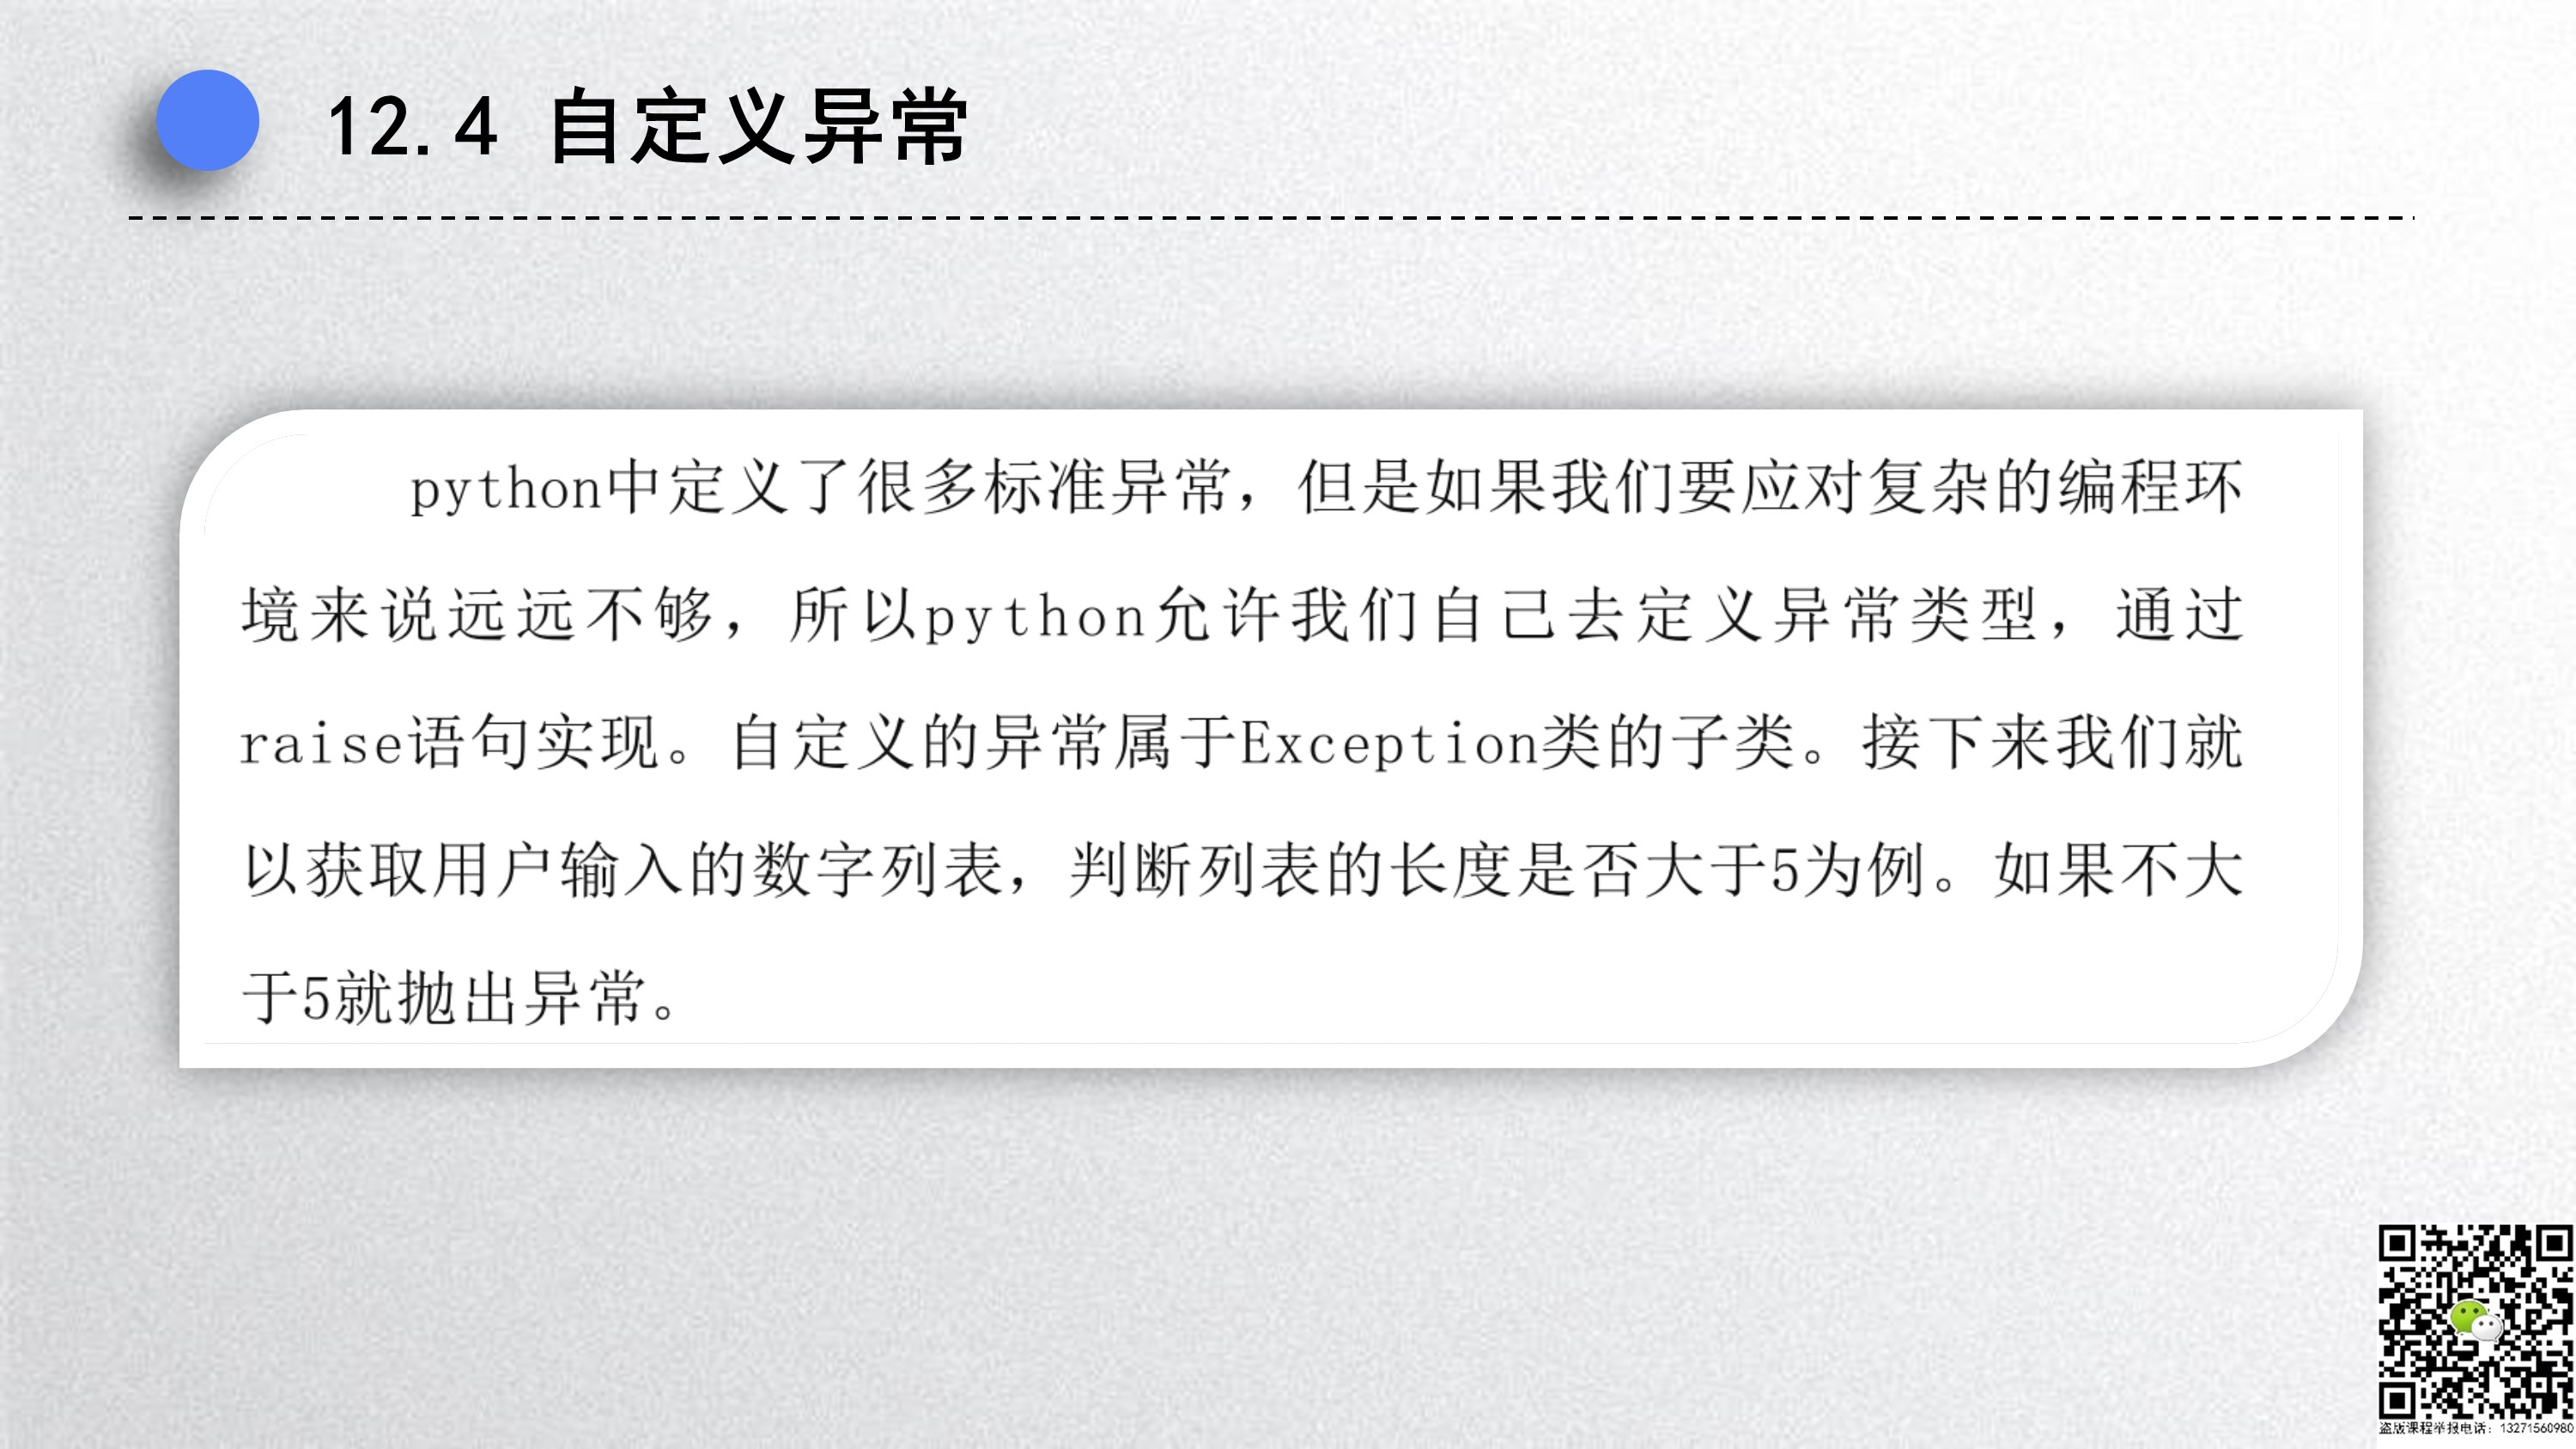 12.4 自定义异常
python中定义了很多标准异常，但是如果我们要应对复杂的编程环
境来说远远不够，所以python允许我们自己去定义异常类型，通过
raise语句实现。自定义的异常属于Exception类的子类。接下来我们就
以获取用户输入的数字列表，判断列表的长度是否大于5为例。如果不大
于5就抛出异常。
盗版课程举报电话：13271560980